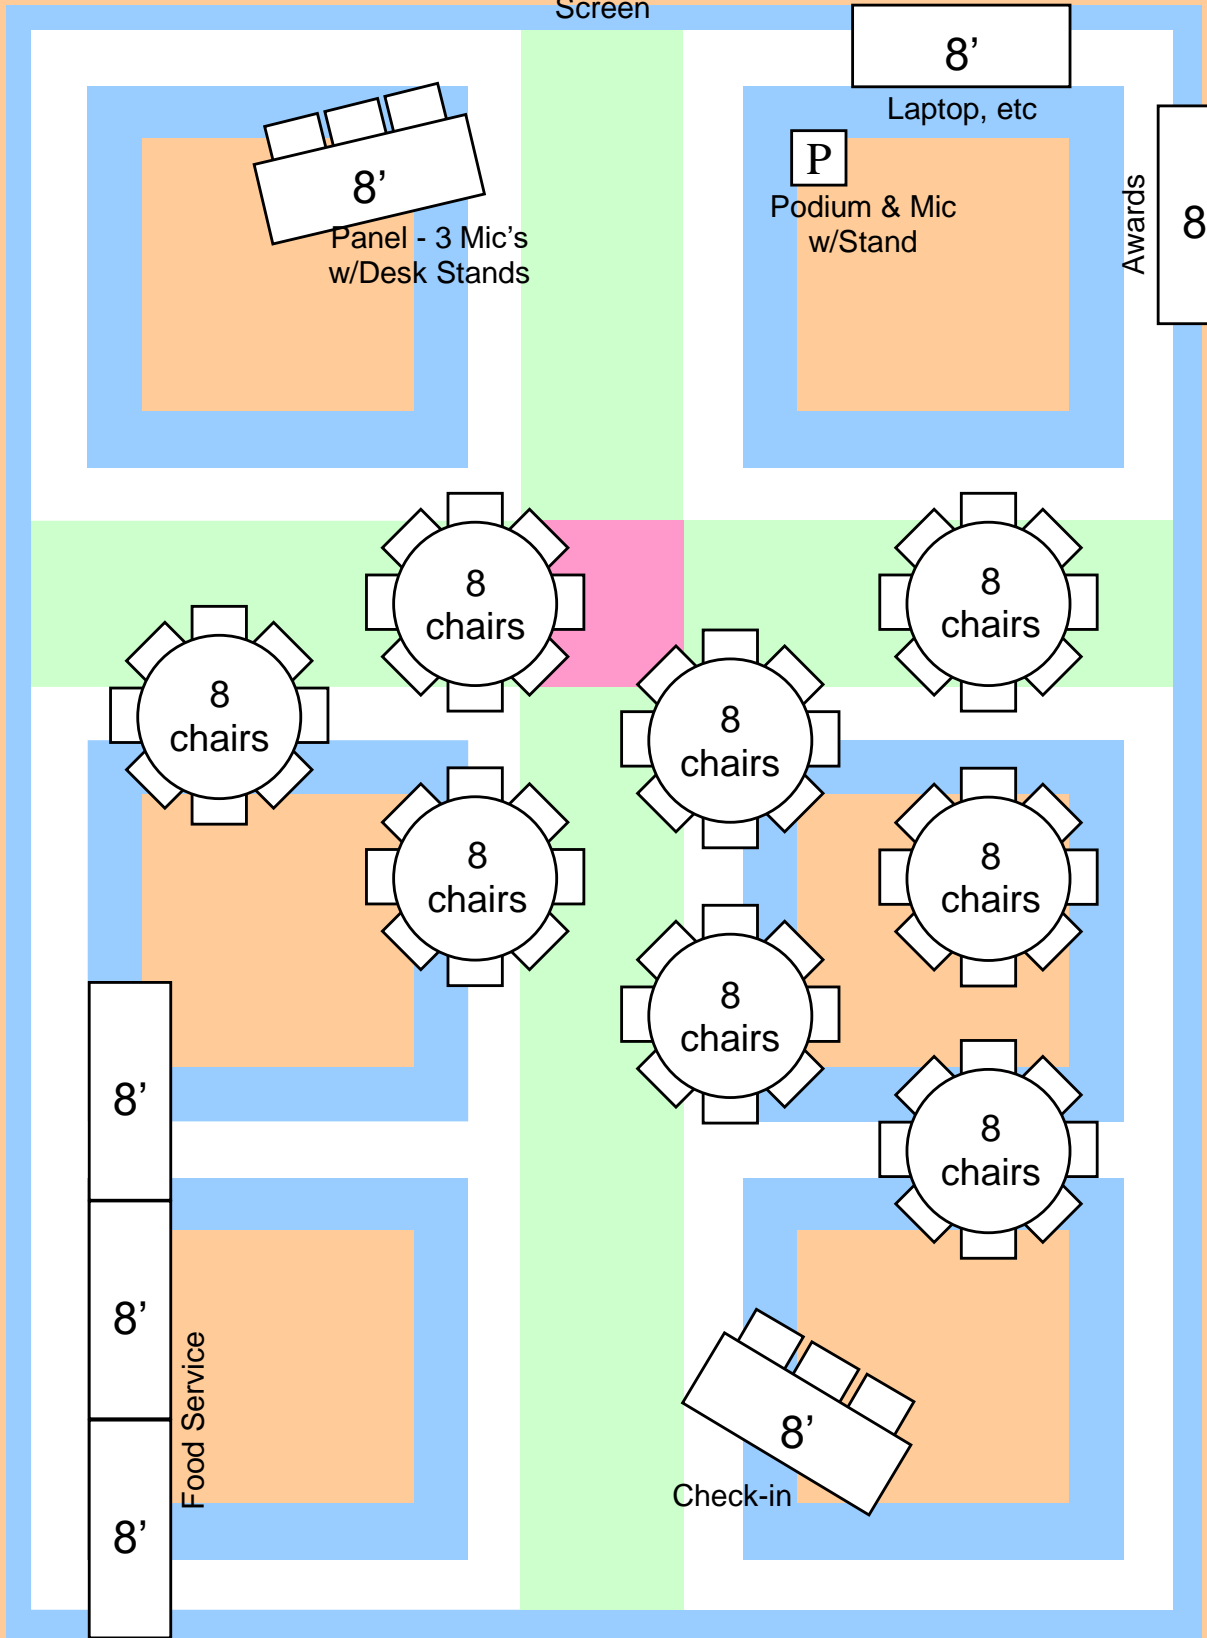 Screen
8’
Laptop, etc
P
Podium & Mic
w/Stand
Awards
8
8’
Panel - 3 Mic's
w/Desk Stands
8
chairs
8
chairs
8
chairs
8
chairs
8
chairs
8
chairs
8
chairs
8
chairs
8’
8’
8’
Food Service
8’
Check-in